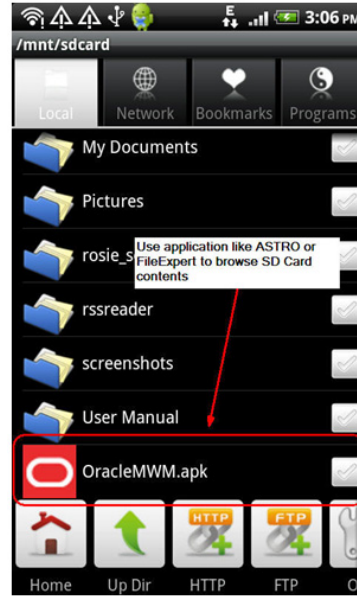 E
3:06 PM
/mnt/sdcard
Local Network Bookmarks Programs
My Documents
Pictures
rosie_s
Use application like ASTRO or
FileExpert to browse SD Card
contents
rssreader
screenshots
User Manual
OracleMWM.apk
HTTP FTP
Home Up Dir HTTP FTP